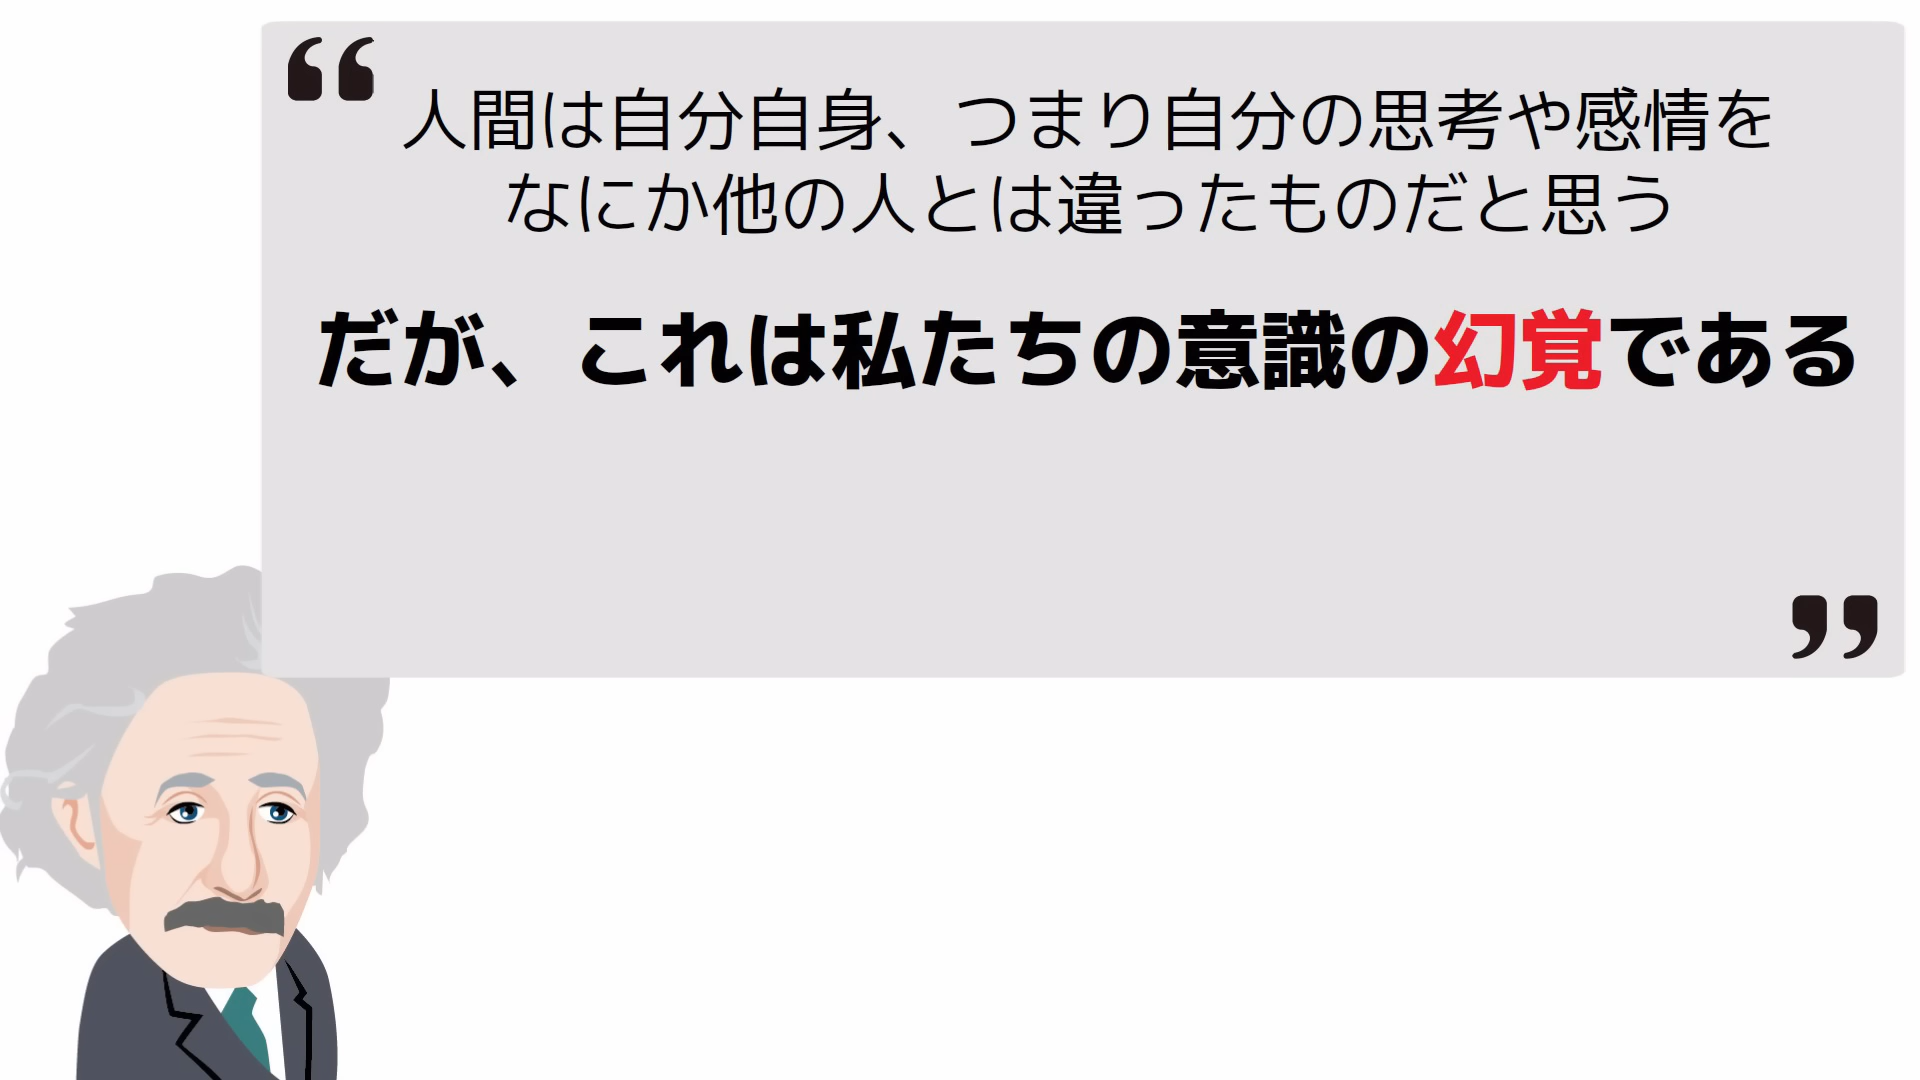 人間は自分自身、つまり自分の思考や感情を
なにか他の人とは違ったものだと思う
だが、これは私たちの意識の幻覚である